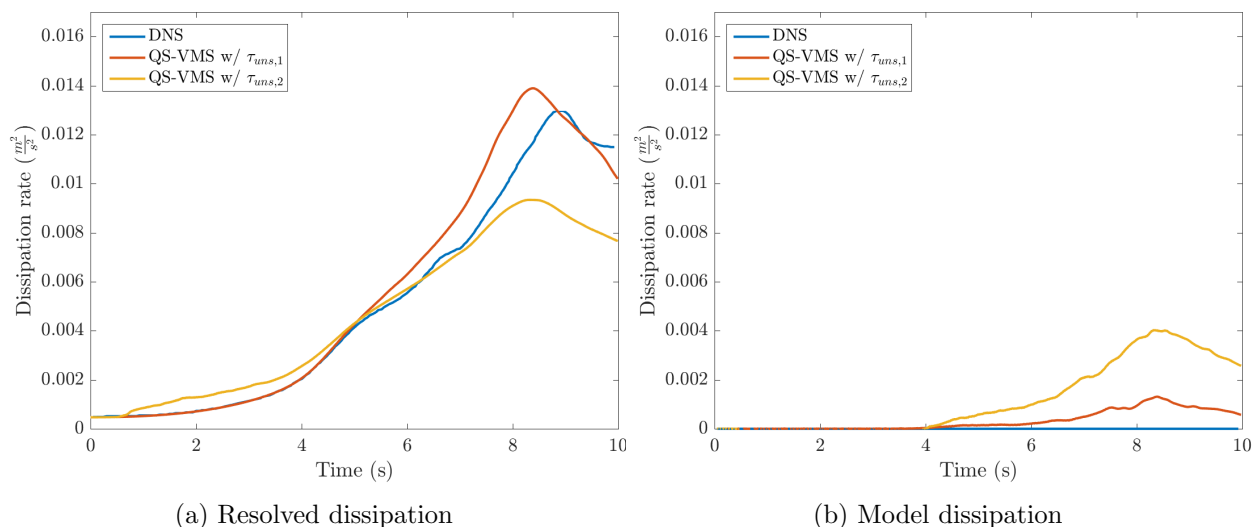 DNS
QS-VMS w/ τuns,1
QS-VMS w/ τuns,2
0.016
0.014
0.012
0.01
0.008
0.006
0.004
0.002
0
Dissipation rate (m²/s²)
0 2 4 6 8 10
Time (s)
(a) Resolved dissipation
DNS
QS-VMS w/ τuns,1
QS-VMS w/ τuns,2
0.016
0.014
0.012
0.01
0.008
0.006
0.004
0.002
0
Dissipation rate (m²/s²)
0 2 4 6 8 10
Time (s)
(b) Model dissipation